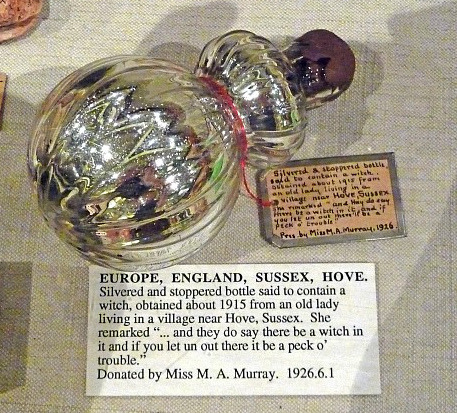 Silvered & stoppered bottle
said to contain a witch.
obtained about 1915 from
an old lady living in a
village near HOVE, SUSSEX
she remarked - and they do say
there be a witch in it, and if
you let un out there'll be a
peck o' trouble
Pres. by Miss M. A. Murray, 1926
EUROPE, ENGLAND, SUSSEX, HOVE.
Silvered and stoppered bottle said to contain a
witch, obtained about 1915 from an old lady
living in a village near Hove, Sussex. She
remarked “... and they do say there be a witch in
it and if you let un out there it be a peck o’
trouble.”
Donated by Miss M. A. Murray. 1926.6.1